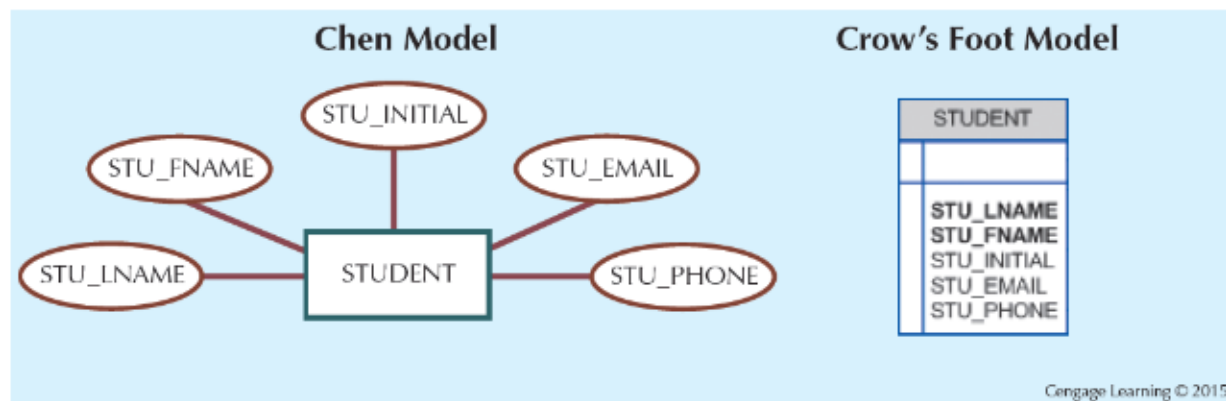 Chen Model
Crow's Foot Model
STU_INITIAL
STU_FNAME
STU_EMAIL
STU_LNAME
STUDENT
STU_PHONE
STUDENT
STU_LNAME
STU_FNAME
STU_INITIAL
STU_EMAIL
STU_PHONE
Cengage Learning © 2015